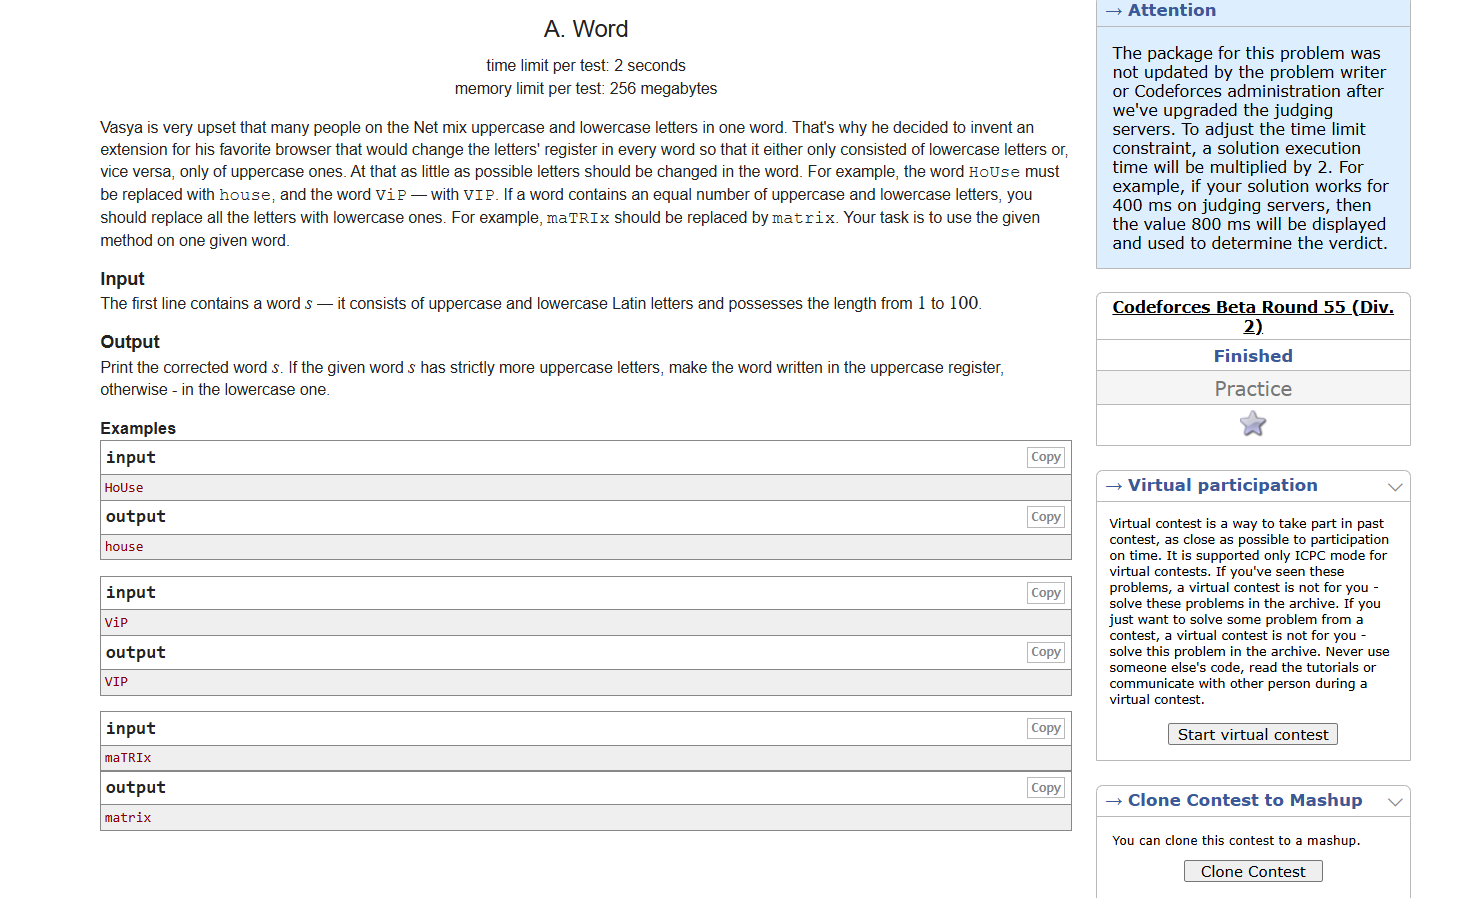 A. Word
time limit per test: 2 seconds
memory limit per test: 256 megabytes
Vasya is very upset that many people on the Net mix uppercase and lowercase letters in one word. That's why he decided to invent an
extension for his favorite browser that would change the letters' register in every word so that it either only consisted of lowercase letters or,
vice versa, only of uppercase ones. At that as little as possible letters should be changed in the word. For example, the word HoUse must
be replaced with house, and the word ViP — with VIP. If a word contains an equal number of uppercase and lowercase letters, you
should replace all the letters with lowercase ones. For example, maTRIx should be replaced by matrix. Your task is to use the given
method on one given word.
Input
The first line contains a word s — it consists of uppercase and lowercase Latin letters and possesses the length from 1 to 100.
Output
Print the corrected word s. If the given word s has strictly more uppercase letters, make the word written in the uppercase register,
otherwise - in the lowercase one.
Examples
input
Copy
HoUse
output
Copy
house
input
Copy
ViP
output
Copy
VIP
input
Copy
maTRIx
output
Copy
matrix
→ Attention
The package for this problem was
not updated by the problem writer
or Codeforces administration after
we've upgraded the judging
servers. To adjust the time limit
constraint, a solution execution
time will be multiplied by 2. For
example, if your solution works for
400 ms on judging servers, then
the value 800 ms will be displayed
and used to determine the verdict.
Codeforces Beta Round 55 (Div.
2)
Finished
Practice
→ Virtual participation
Virtual contest is a way to take part in past
contest, as close as possible to participation
on time. It is supported only ICPC mode for
virtual contests. If you've seen these
problems, a virtual contest is not for you -
solve these problems in the archive. If you
just want to solve some problem from a
contest, a virtual contest is not for you -
solve this problem in the archive. Never use
someone else's code, read the tutorials or
communicate with other person during a
virtual contest.
Start virtual contest
→ Clone Contest to Mashup
You can clone this contest to a mashup.
Clone Contest